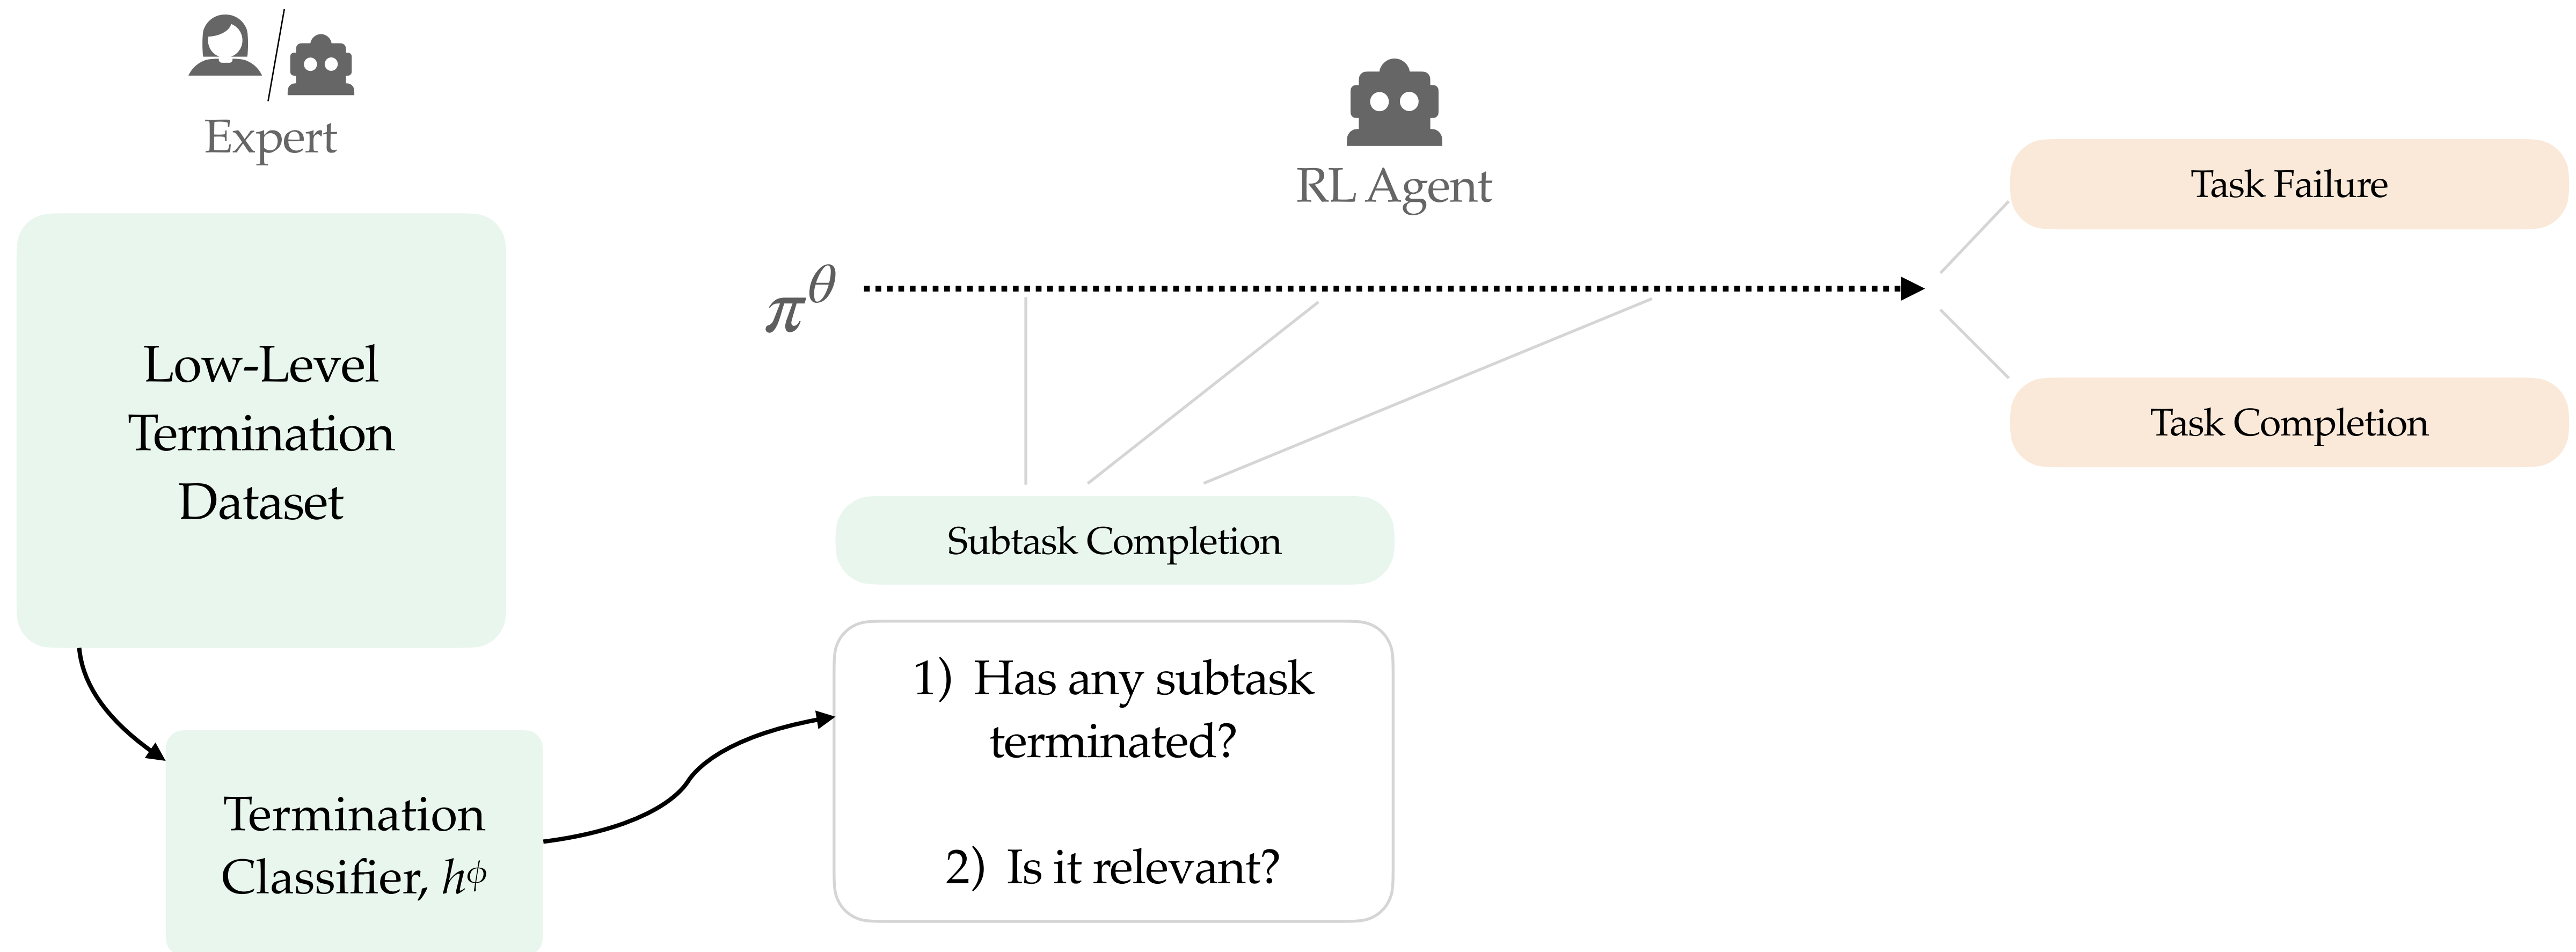 Expert
Low-Level
Termination
Dataset
Termination
Classifier, h^ϕ
RL Agent
π^θ
Subtask Completion
1) Has any subtask
terminated?
2) Is it relevant?
Task Failure
Task Completion